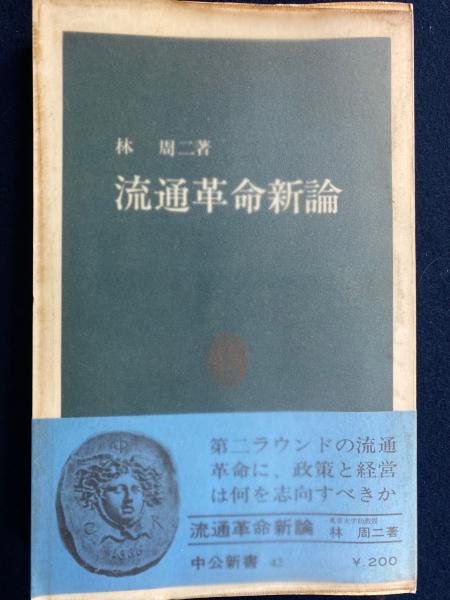 林 周二著
流通革命新論
第二ラウンドの流通
革命に、政策と経営
は何を志向すべきか
流通革命新論 東京大学助教授 林 周二著
中公新書 42 ¥.200
中
C. R.
1886